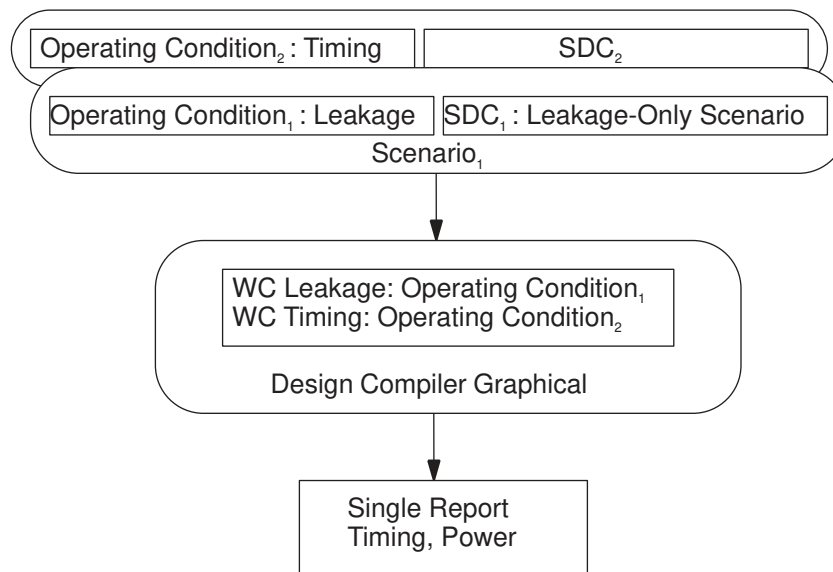 Operating Condition₂ : Timing SDC₂
Operating Condition₁ : Leakage SDC₁ : Leakage-Only Scenario
Scenario₁
WC Leakage: Operating Condition₁
WC Timing: Operating Condition₂
Design Compiler Graphical
Single Report
Timing, Power